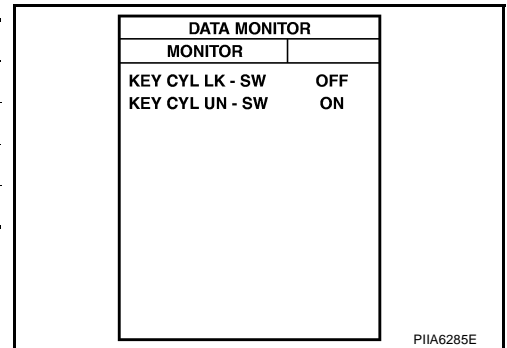 DATA MONITOR
MONITOR
KEY CYL LK - SW OFF
KEY CYL UN - SW ON
PIIA6285E